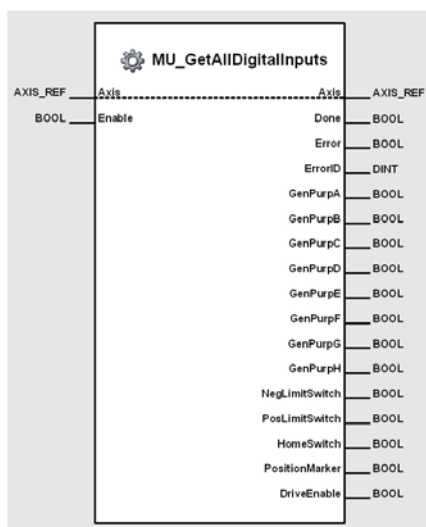 MU_GetAllDigitalInputs
AXIS_REF Axis Axis AXIS_REF
BOOL Enable Done BOOL
Error BOOL
ErrorID DINT
GenPurpA BOOL
GenPurpB BOOL
GenPurpC BOOL
GenPurpD BOOL
GenPurpE BOOL
GenPurpF BOOL
GenPurpG BOOL
GenPurpH BOOL
NegLimitSwitch BOOL
PosLimitSwitch BOOL
HomeSwitch BOOL
PositionMarker BOOL
DriveEnable BOOL